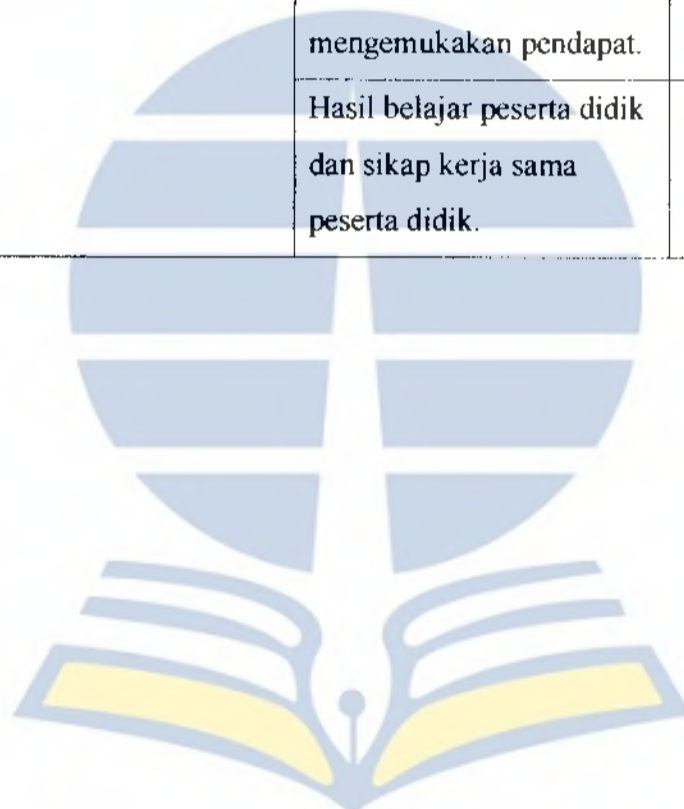 mengemukakan pendapat.
Hasil belajar peserta didik
dan sikap kerja sama
peserta didik.